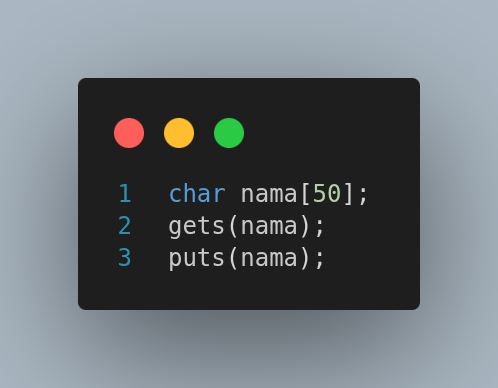 1 char nama[50];
2 gets(nama);
3 puts(nama);